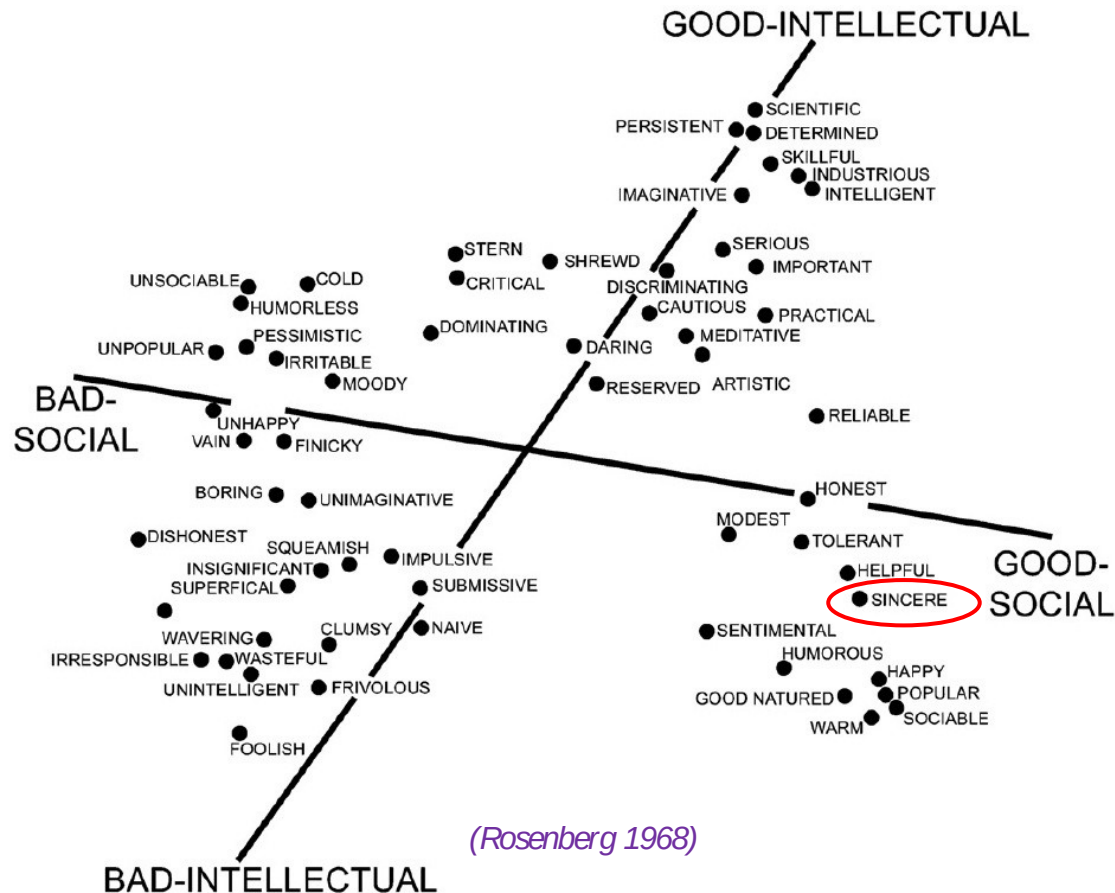 GOOD-INTELLECTUAL
SCIENTIFIC
PERSISTENT
DETERMINED
SKILLFUL
INDUSTRIOUS
IMAGINATIVE
INTELLIGENT
SERIOUS
STERN
SHREWD
IMPORTANT
UNSOCIABLE
COLD
CRITICAL
DISCRIMINATING
HUMORLESS
CAUTIOUS
PRACTICAL
DOMINATING
MEDITATIVE
PESSIMISTIC
UNPOPULAR
DARING
IRRITABLE
MOODY
RESERVED
ARTISTIC
BAD-
SOCIAL
RELIABLE
UNHAPPY
VAIN
FINICKY
BORING
UNIMAGINATIVE
HONEST
MODEST
DISHONEST
TOLERANT
SQUEAMISH
IMPULSIVE
INSIGNIFICANT
HELPFUL
GOOD-
SOCIAL
SUPERFICAL
SUBMISSIVE
SINCERE
WAVERING
CLUMSY
NAIVE
SENTIMENTAL
IRRESPONSIBLE
WASTEFUL
HUMOROUS
HAPPY
UNINTELLIGENT
FRIVOLOUS
GOOD NATURED
POPULAR
SOCIABLE
WARM
FOOLISH
(Rosenberg 1968)
BAD-INTELLECTUAL